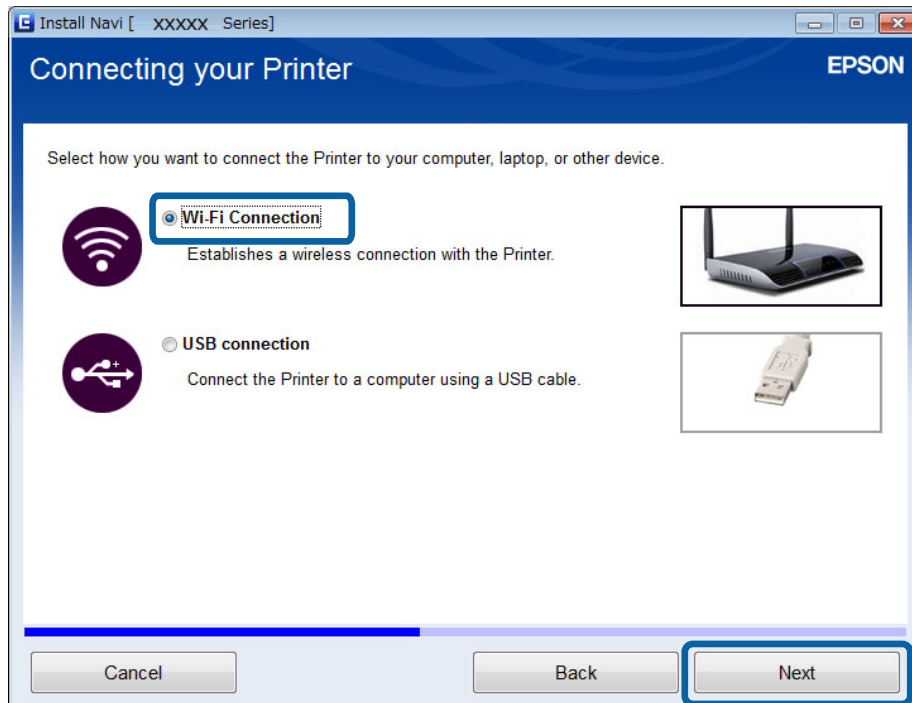 Install Navi [ XXXXX Series]
Connecting your Printer
EPSON
Select how you want to connect the Printer to your computer, laptop, or other device.
Wi-Fi Connection
Establishes a wireless connection with the Printer.
USB connection
Connect the Printer to a computer using a USB cable.
Cancel
Back
Next